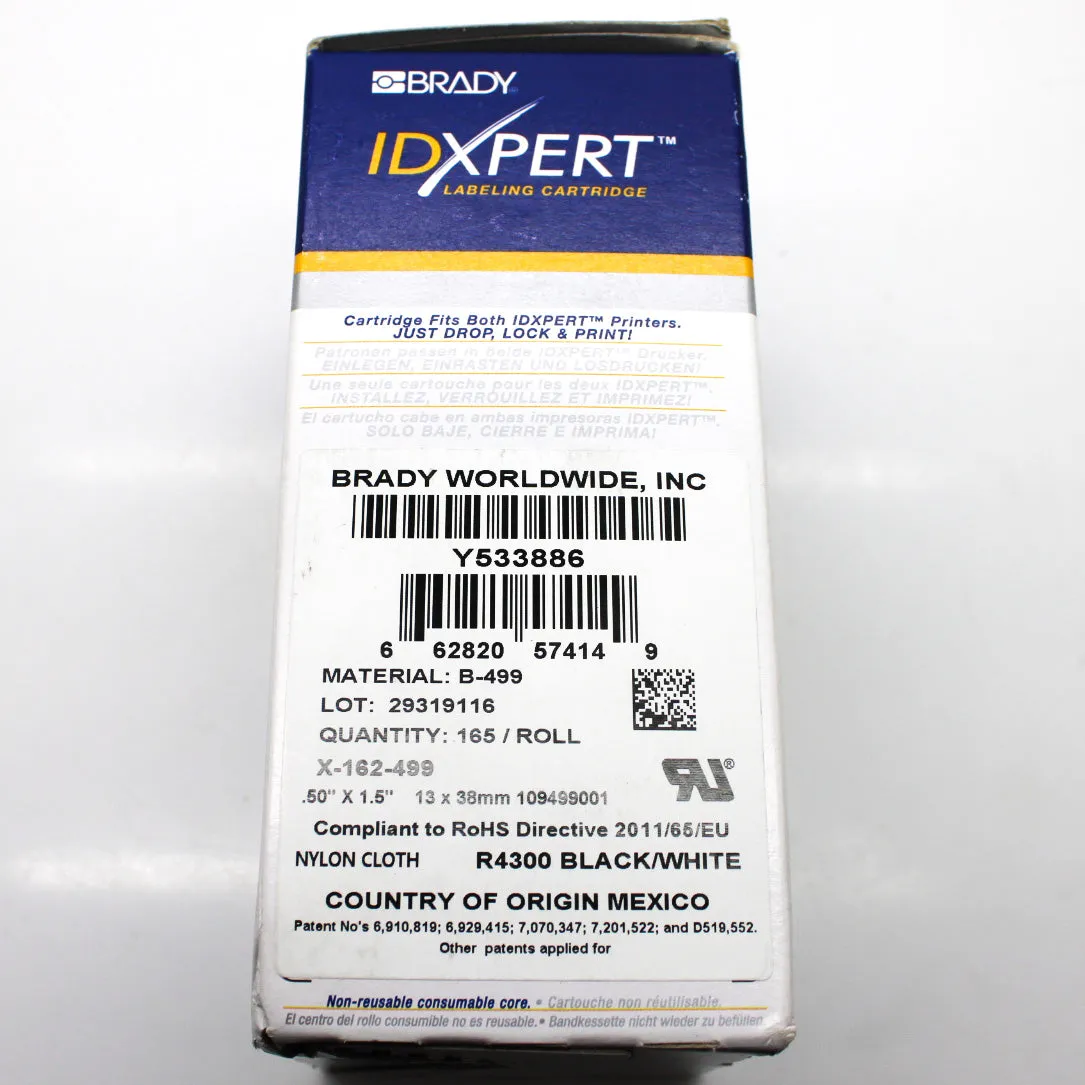 BRADY
IDXPERT™
LABELING CARTRIDGE
Cartridge Fits Both IDXPERT™ Printers.
JUST DROP, LOCK & PRINT!
Patronen passen in beide IDXPERT™ Drucker.
EINLEGEN, EINRASTEN UND LOSDRUCKEN!
Une seule cartouche pour les deux IDXPERT™.
INSTALLEZ, VERROUILLEZ ET IMPRIMEZ!
El cartucho cabe en ambas impresoras IDXPERT™.
SOLO BAJE, CIERRE E IMPRIMA!
BRADY WORLDWIDE, INC
Y533886
6 62820 57414 9
MATERIAL: B-499
LOT: 29319116
QUANTITY: 165 / ROLL
X-162-499
RU®
.50" X 1.5" 13 x 38mm 109499001
Compliant to RoHS Directive 2011/65/EU
NYLON CLOTH R4300 BLACK/WHITE
COUNTRY OF ORIGIN MEXICO
Patent No's 6,910,819; 6,929,415; 7,070,347; 7,201,522; and D519,552.
Other patents applied for
Non-reusable consumable core. • Cartouche non réutilisable.
El centro del rollo consumible no es reusable. • Bandkessette nicht wieder zu befüllen